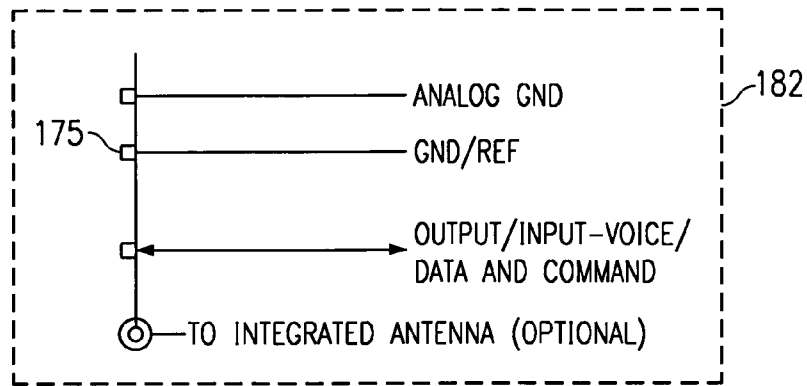 ANALOG GND
182
175
GND/REF
OUTPUT/INPUT-VOICE/
DATA AND COMMAND
TO INTEGRATED ANTENNA (OPTIONAL)